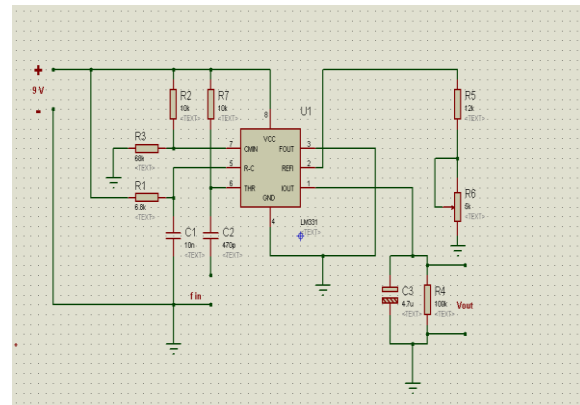 +
9 V
-
R2
10k
<TEXT>
R7
10k
<TEXT>
R3
68k
<TEXT>
R1
6.8k
<TEXT>
C1
10n
<TEXT>
C2
470p
<TEXT>
f in
U1
8
VCC
7
CMIN
FOUT
3
5
R-C
REFI
2
6
THR
IOUT
1
GND
4
LM331
<TEXT>
R5
12k
<TEXT>
R6
5k
<TEXT>
C3
4.7u
<TEXT>
R4
100k
<TEXT>
Vout